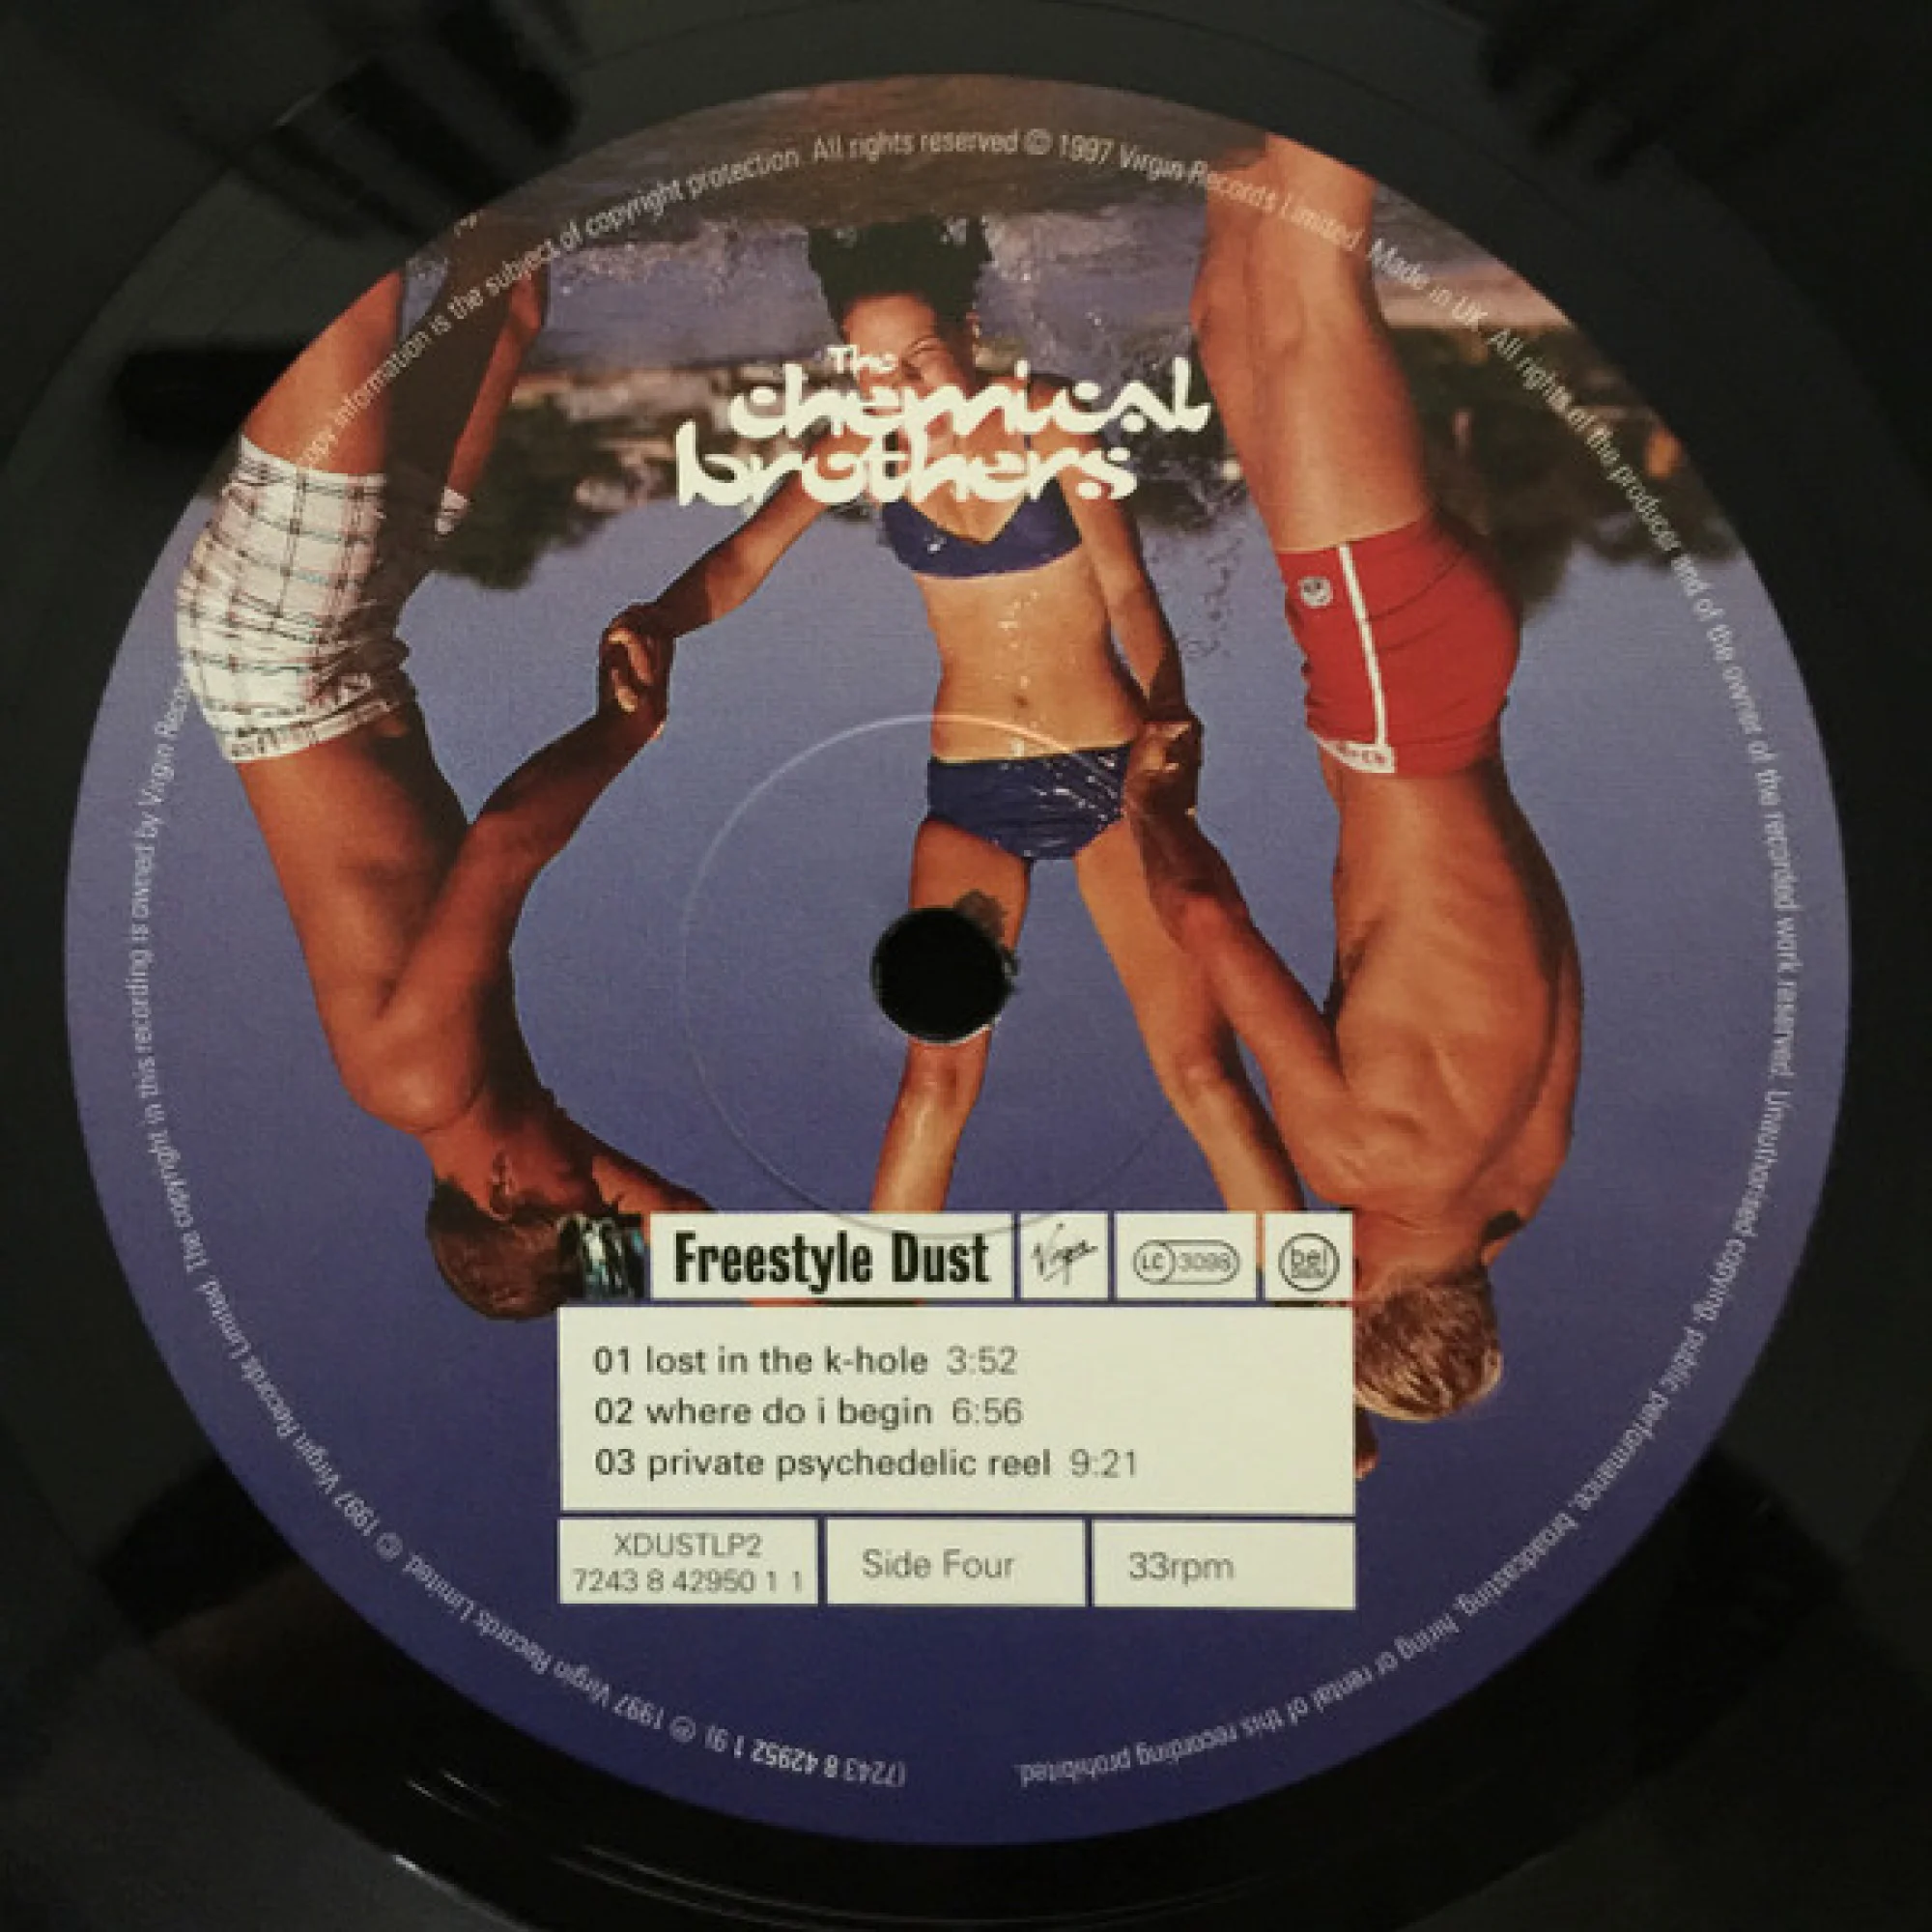 The
chemical
brothers
Freestyle Dust
Virgin
LC 3098
bel
01 lost in the k-hole 3:52
02 where do i begin 6:56
03 private psychedelic reel 9:21
XDUSTLP2
7243 8 42950 1 1
Side Four
33rpm
(7243 8 42952 1 9) ℗ 1997 Virgin Records Limited. © 1997 Virgin Records Limited. The copyright in this recording is owned by Virgin Records
copy information is the subject of copyright protection. All rights reserved © 1997 Virgin Records Limited. Made in UK. All rights of the producer and of the owner of the recorded work reserved. Unauthorised copying, public performance, broadcasting, hiring or rental of this recording prohibited.